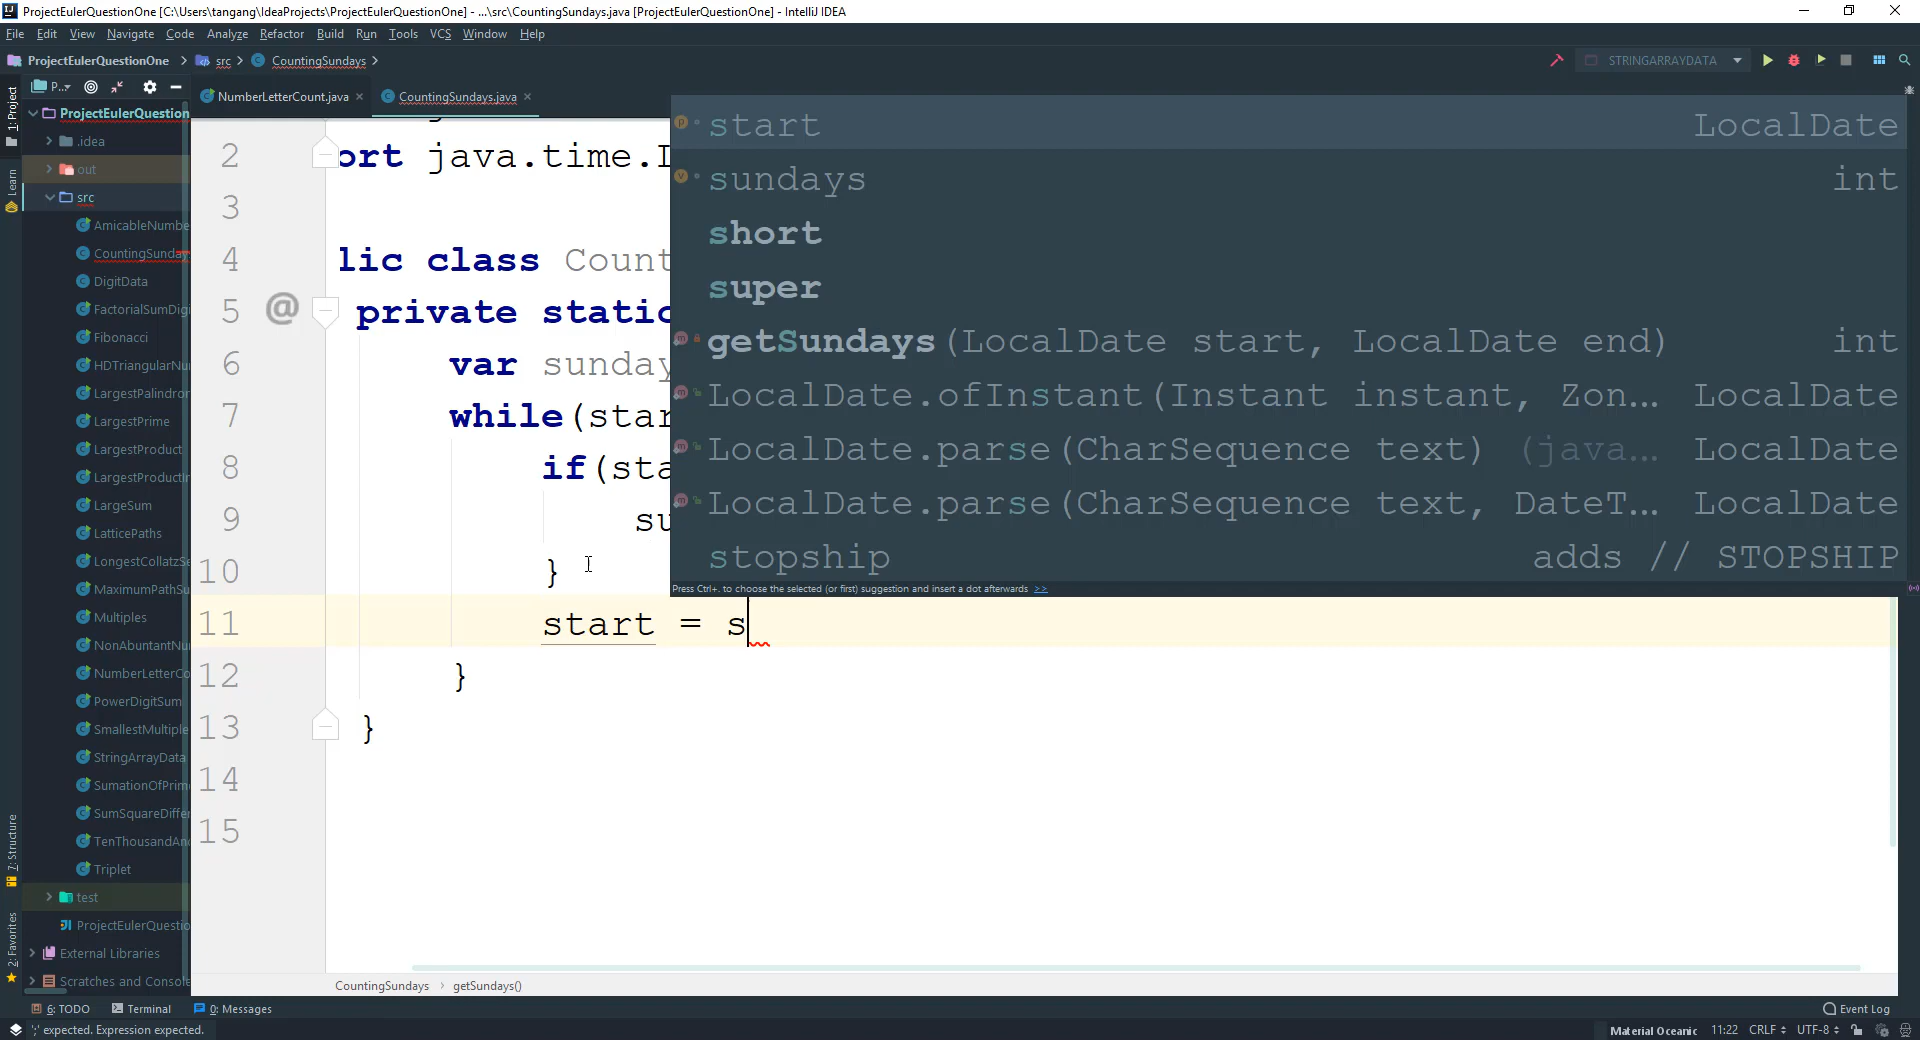 ProjectEulerQuestionOne [C:\Users\tangang\IdeaProjects\ProjectEulerQuestionOne] - ...\src\CountingSundays.java [ProjectEulerQuestionOne] - IntelliJ IDEA
File Edit View Navigate Code Analyze Refactor Build Run Tools VCS Window Help
ProjectEulerQuestionOne src CountingSundays STRINGARRAYDATA
P.. NumberLetterCount.java CountingSundays.java
1: Project
Learn
7: Structure
2: Favorites
ProjectEulerQuestion
.idea
out
src
AmicableNumbe
CountingSunday
DigitData
FactorialSumDigi
Fibonacci
HDTriangularNu
LargestPalindron
LargestPrime
LargestProduct
LargestProductin
LargeSum
LatticePaths
LongestCollatzSe
MaximumPathSu
Multiples
NonAbuntantNu
NumberLetterCo
PowerDigitSum
SmallestMultiple
StringArrayData
SumationOfPrim
SumSquareDiffer
TenThousandAn
Triplet
test
ProjectEulerQuestio
External Libraries
Scratches and Consol
2 ort java.time.
3
4 lic class Count
5 @ private static
6 var sunday
7 while(star
8 if(sta
9 su
10 }
11 start = s
12 }
13 }
14
15
start LocalDate
sundays int
short
super
getSundays(LocalDate start, LocalDate end) int
LocalDate.ofInstant(Instant instant, Zon... LocalDate
LocalDate.parse(CharSequence text) (java... LocalDate
LocalDate.parse(CharSequence text, DateT... LocalDate
stopship adds // STOPSHIP
Press Ctrl+. to choose the selected (or first) suggestion and insert a dot afterwards >>
CountingSundays getSundays()
6: TODO Terminal 0: Messages Event Log
';' expected. Expression expected. Material Oceanic 11:22 CRLF UTF-8